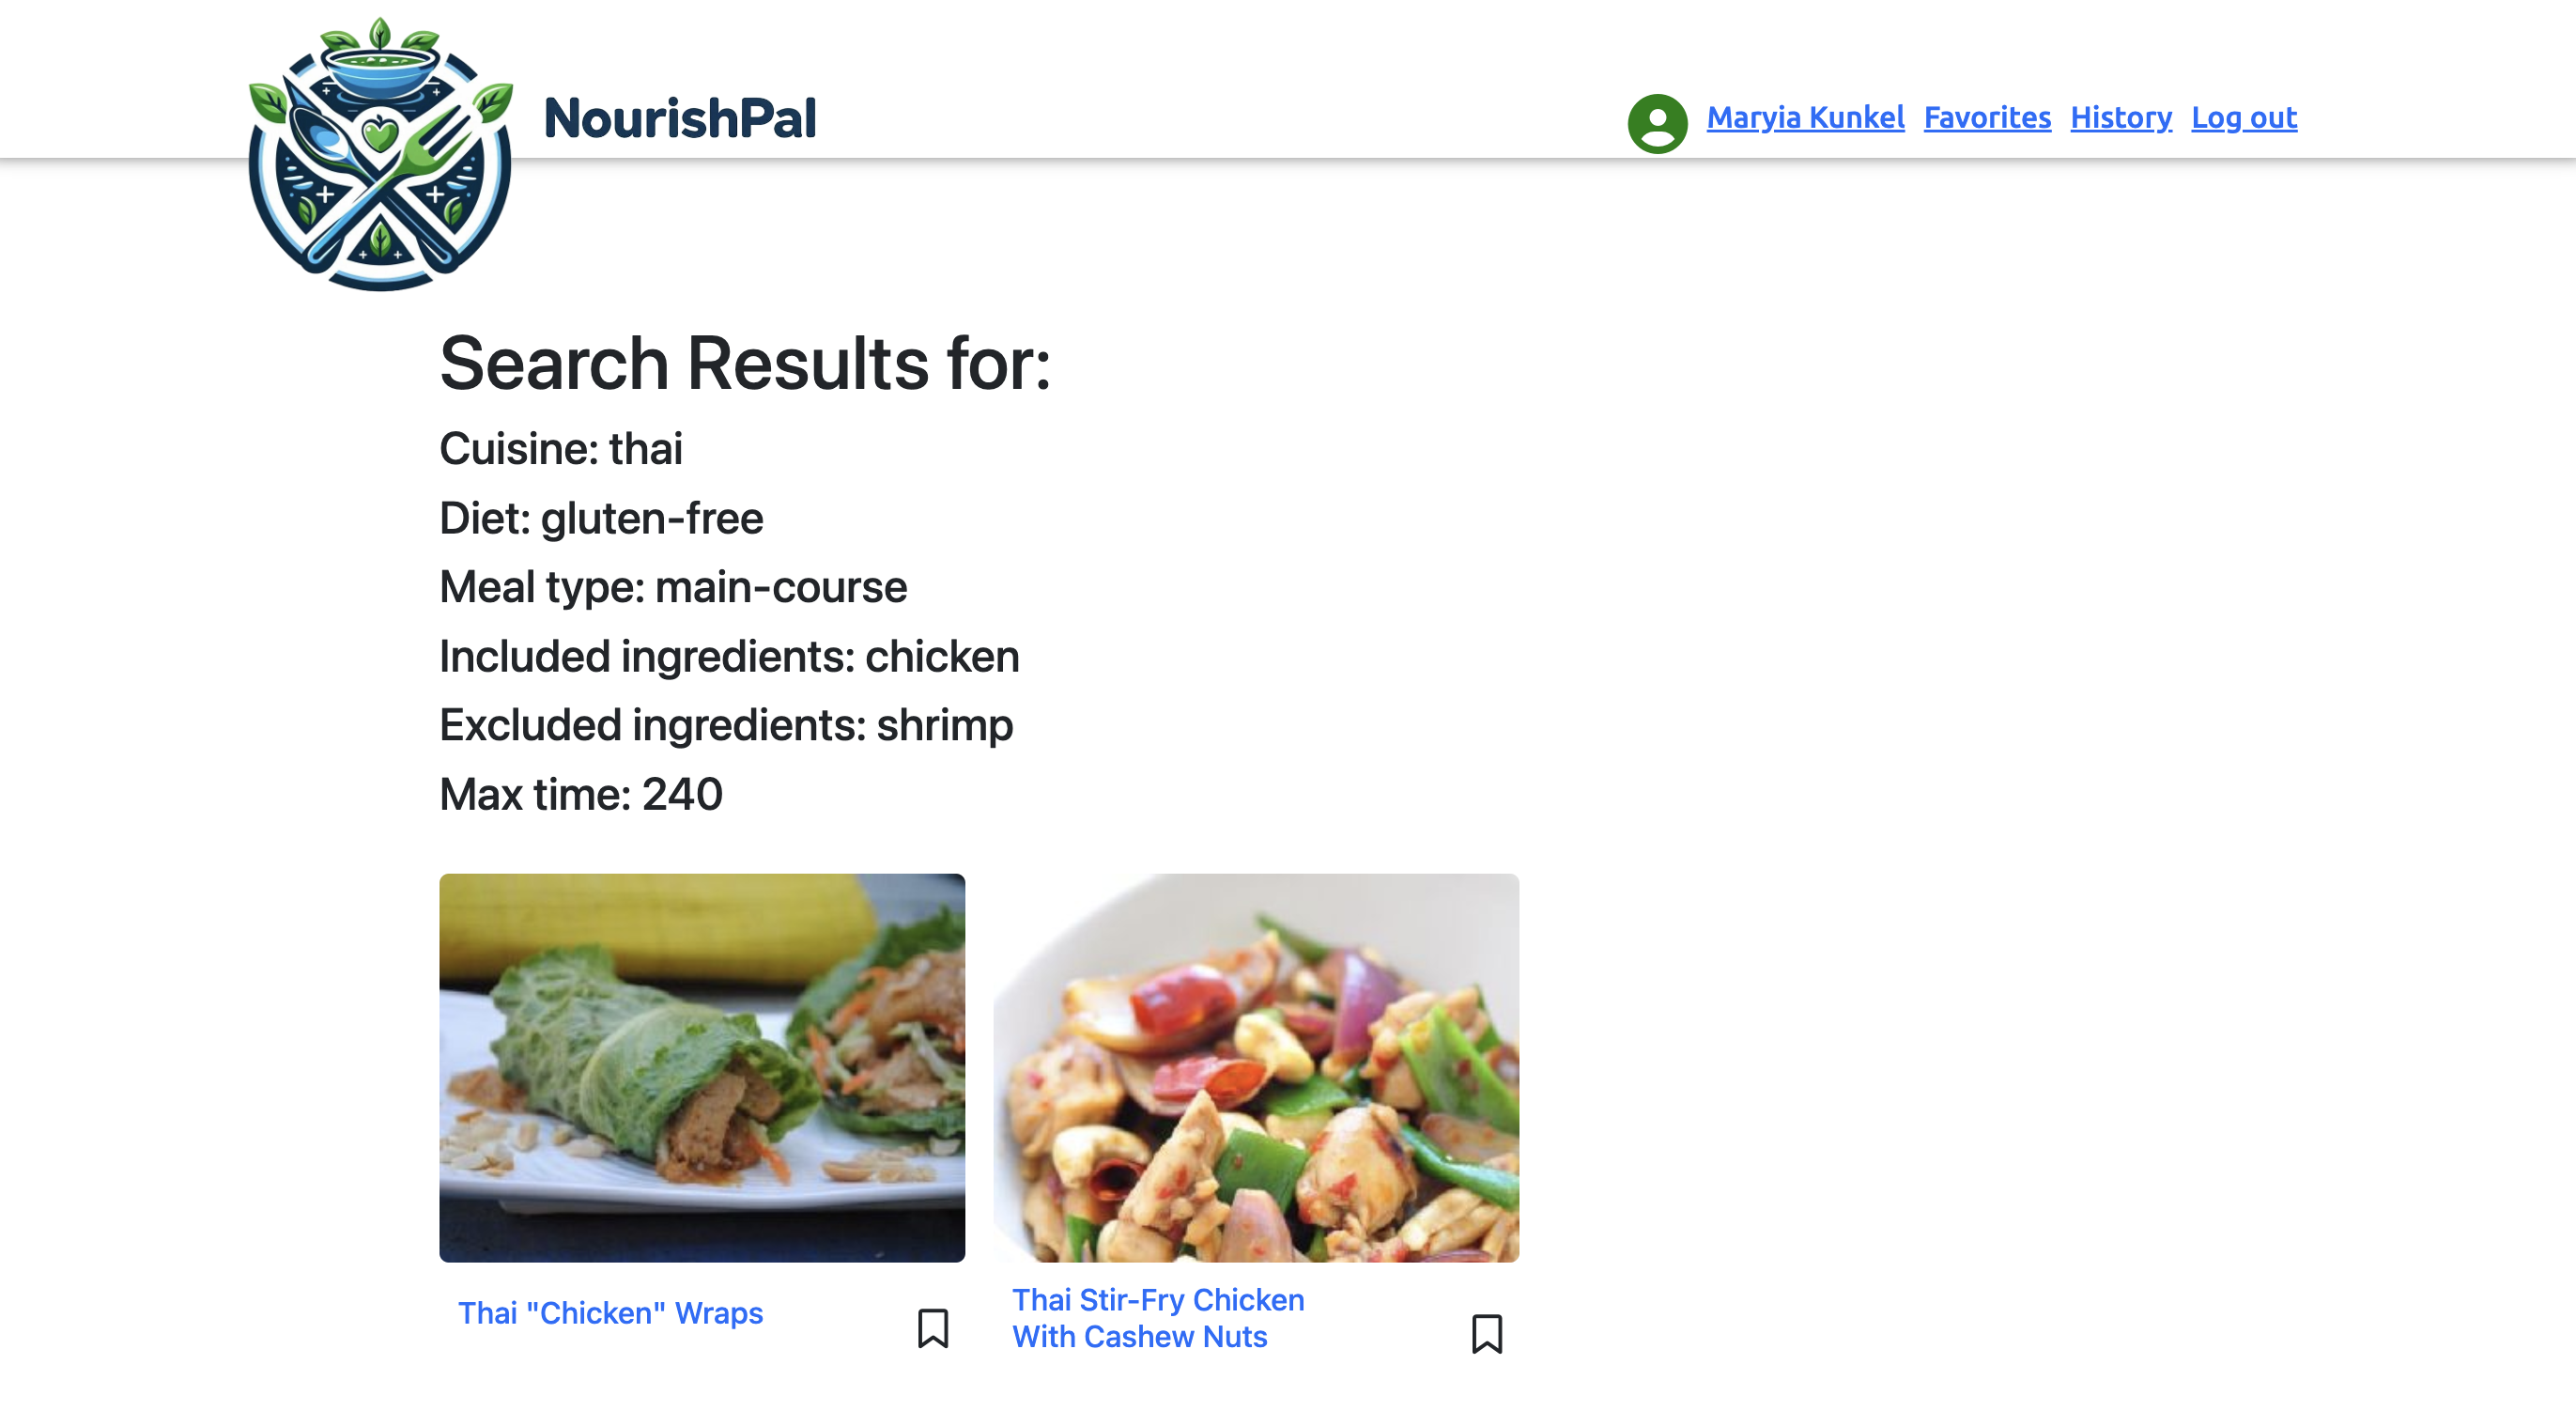 NourishPal
Maryia Kunkel Favorites History Log out
Search Results for:
Cuisine: thai
Diet: gluten-free
Meal type: main-course
Included ingredients: chicken
Excluded ingredients: shrimp
Max time: 240
Thai "Chicken" Wraps
Thai Stir-Fry Chicken
With Cashew Nuts